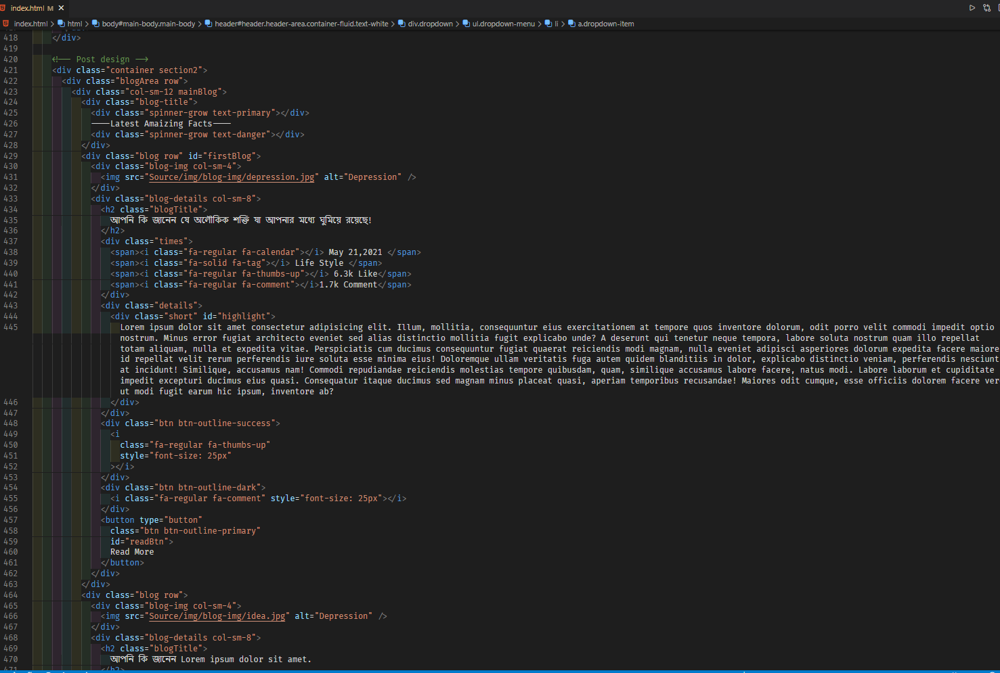 index.html M ✕
index.html > html > body#main-body.main-body > header#header.header-area.container-fluid.text-white > div.dropdown > ul.dropdown-menu > li > a.dropdown-item
418 </div>
419
420 <!-- Post design -->
421 <div class="container section2">
422 <div class="blogArea row">
423 <div class="col-sm-12 mainBlog">
424 <div class="blog-title">
425 <div class="spinner-grow text-primary"></div>
426 ----Latest Amaizing Facts----
427 <div class="spinner-grow text-danger"></div>
428 </div>
429 <div class="blog row" id="firstBlog">
430 <div class="blog-img col-sm-4">
431 <img src="Source/img/blog-img/depression.jpg" alt="Depression" />
432 </div>
433 <div class="blog-details col-sm-8">
434 <h2 class="blogTitle">
435 আপনি কি জানেন যে অলৌকিক শক্তি যা আপনার মধ্যে ঘুমিয়ে রয়েছে!
436 </h2>
437 <div class="times">
438 <span><i class="fa-regular fa-calendar"></i> May 21,2021 </span>
439 <span><i class="fa-solid fa-tag"></i> Life Style </span>
440 <span><i class="fa-regular fa-thumbs-up"></i> 6.3k Like</span>
441 <span><i class="fa-regular fa-comment"></i>1.7k Comment</span>
442 </div>
443 <div class="details">
444 <div class="short" id="highlight">
445 Lorem ipsum dolor sit amet consectetur adipisicing elit. Illum, mollitia, consequuntur eius exercitationem at tempore quos inventore dolorum, odit porro velit commodi impedit optio
nostrum. Minus error fugiat architecto eveniet sed alias distinctio mollitia fugit explicabo unde? A deserunt qui tenetur neque tempora, labore soluta nostrum quam illo repellat
totam aliquam, nulla et expedita vitae. Perspiciatis cum ducimus consequuntur fugiat quaerat reiciendis modi magnam, nulla eveniet adipisci asperiores dolorum expedita facere maiore
id repellat velit rerum perferendis iure soluta esse minima eius! Doloremque ullam veritatis fuga autem quidem blanditiis in dolor, explicabo distinctio veniam, perferendis nesciunt
at incidunt! Similique, accusamus nam! Commodi repudiandae reiciendis molestias tempore quibusdam, quam, similique accusamus labore facere, natus modi. Labore laborum et cupiditate
impedit excepturi ducimus eius quasi. Consequatur itaque ducimus sed magnam minus placeat quasi, aperiam temporibus recusandae! Maiores odit cumque, esse officiis dolorem facere ver
ut modi fugit earum hic ipsum, inventore ab?
446 </div>
447 </div>
448 <div class="btn btn-outline-success">
449 <i
450 class="fa-regular fa-thumbs-up"
451 style="font-size: 25px"
452 ></i>
453 </div>
454 <div class="btn btn-outline-dark">
455 <i class="fa-regular fa-comment" style="font-size: 25px"></i>
456 </div>
457 <button type="button"
458 class="btn btn-outline-primary"
459 id="readBtn">
460 Read More
461 </button>
462 </div>
463 </div>
464 <div class="blog row">
465 <div class="blog-img col-sm-4">
466 <img src="Source/img/blog-img/idea.jpg" alt="Depression" />
467 </div>
468 <div class="blog-details col-sm-8">
469 <h2 class="blogTitle">
470 আপনি কি জানেন Lorem ipsum dolor sit amet.
471 </h2>